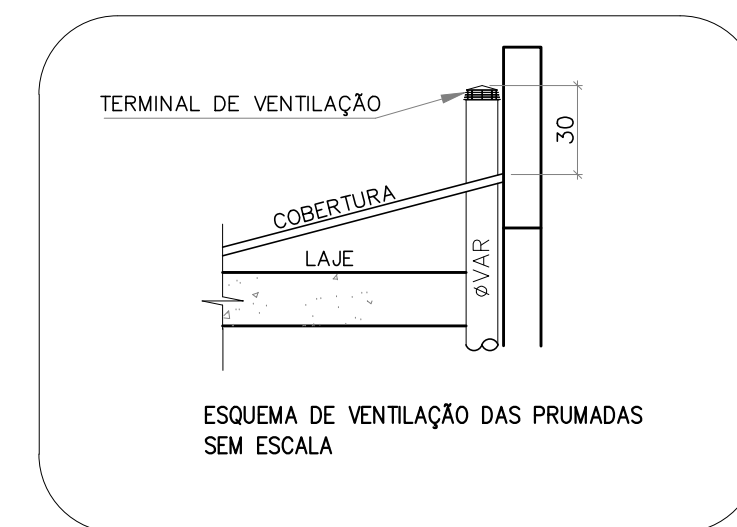 TERMINAL DE VENTILAÇÃO
30
COBERTURA
LAJE
øVAR
ESQUEMA DE VENTILAÇÃO DAS PRUMADAS
SEM ESCALA